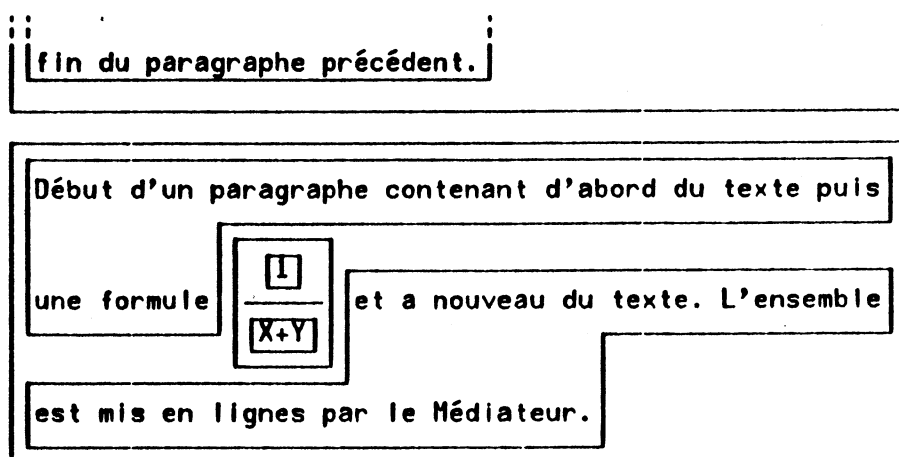 fin du paragraphe précédent.
Début d'un paragraphe contenant d'abord du texte puis
1
une formule et a nouveau du texte. L'ensemble
X+Y
est mis en lignes par le Médiateur.